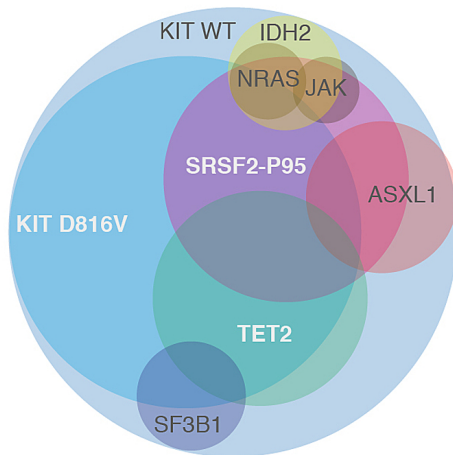 KIT WT
IDH2
NRAS
JAK
SRSF2-P95
ASXL1
KIT D816V
TET2
SF3B1